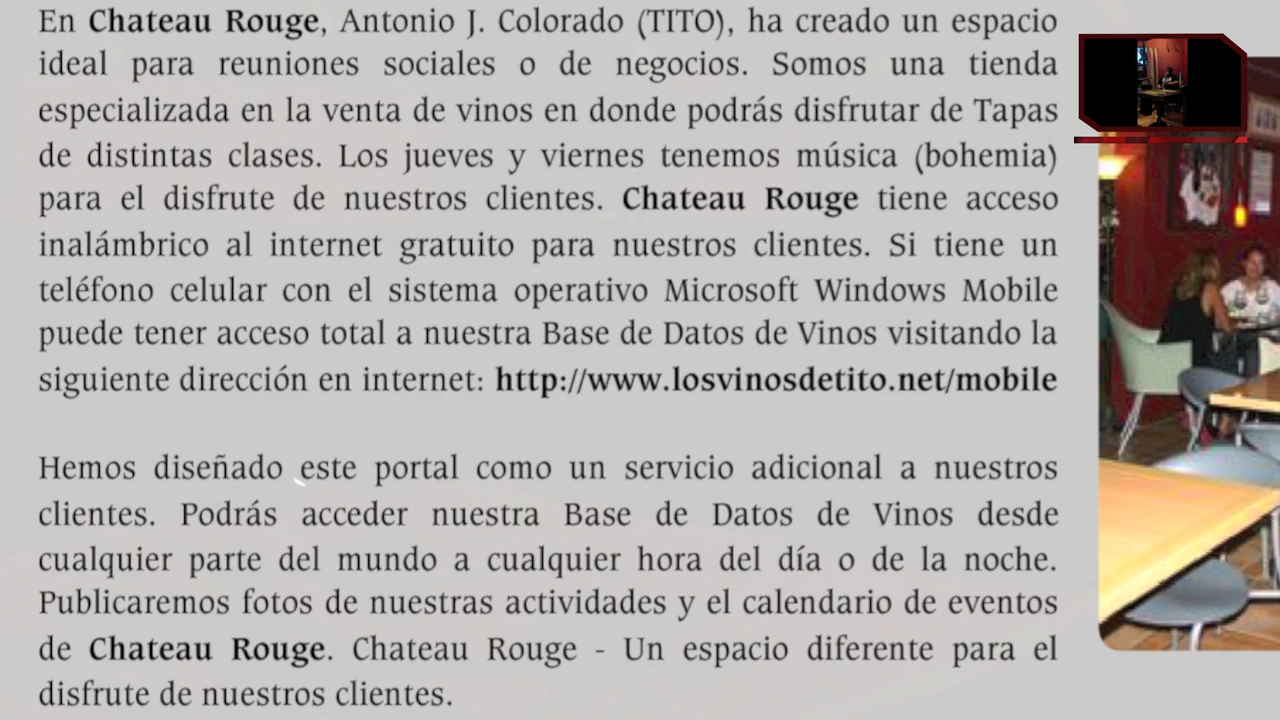 En Chateau Rouge, Antonio J. Colorado (TITO), ha creado un espacio
ideal para reuniones sociales o de negocios. Somos una tienda
especializada en la venta de vinos en donde podrás disfrutar de Tapas
de distintas clases. Los jueves y viernes tenemos música (bohemia)
para el disfrute de nuestros clientes. Chateau Rouge tiene acceso
inalámbrico al internet gratuito para nuestros clientes. Si tiene un
teléfono celular con el sistema operativo Microsoft Windows Mobile
puede tener acceso total a nuestra Base de Datos de Vinos visitando la
siguiente dirección en internet: http://www.losvinosdetito.net/mobile
Hemos diseñado este portal como un servicio adicional a nuestros
clientes. Podrás acceder nuestra Base de Datos de Vinos desde
cualquier parte del mundo a cualquier hora del día o de la noche.
Publicaremos fotos de nuestras actividades y el calendario de eventos
de Chateau Rouge. Chateau Rouge - Un espacio diferente para el
disfrute de nuestros clientes.